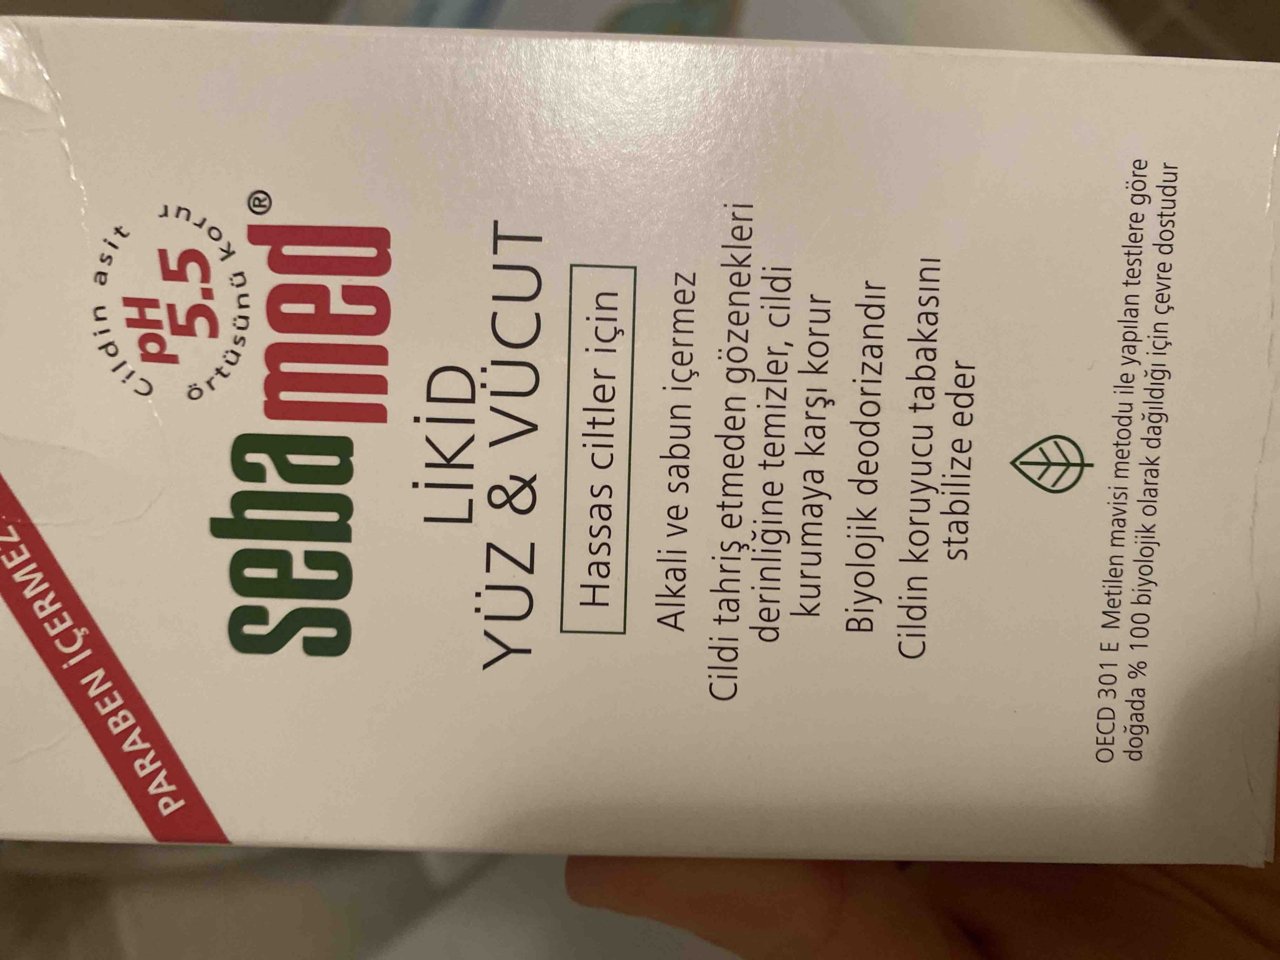 PARABEN İÇERMEZ
Cildin asit
pH
5.5
örtüsünü korur
sebamed®
LİKİD
YÜZ & VÜCUT
Hassas ciltler için
Alkali ve sabun içermez
Cildi tahriş etmeden gözenekleri
derinliğine temizler, cildi
kurumaya karşı korur
Biyolojik deodorizandır
Cildin koruyucu tabakasını
stabilize eder
OECD 301 E Metilen mavisi metodu ile yapılan testlere göre
doğada % 100 biyolojik olarak dağıldığı için çevre dostudur